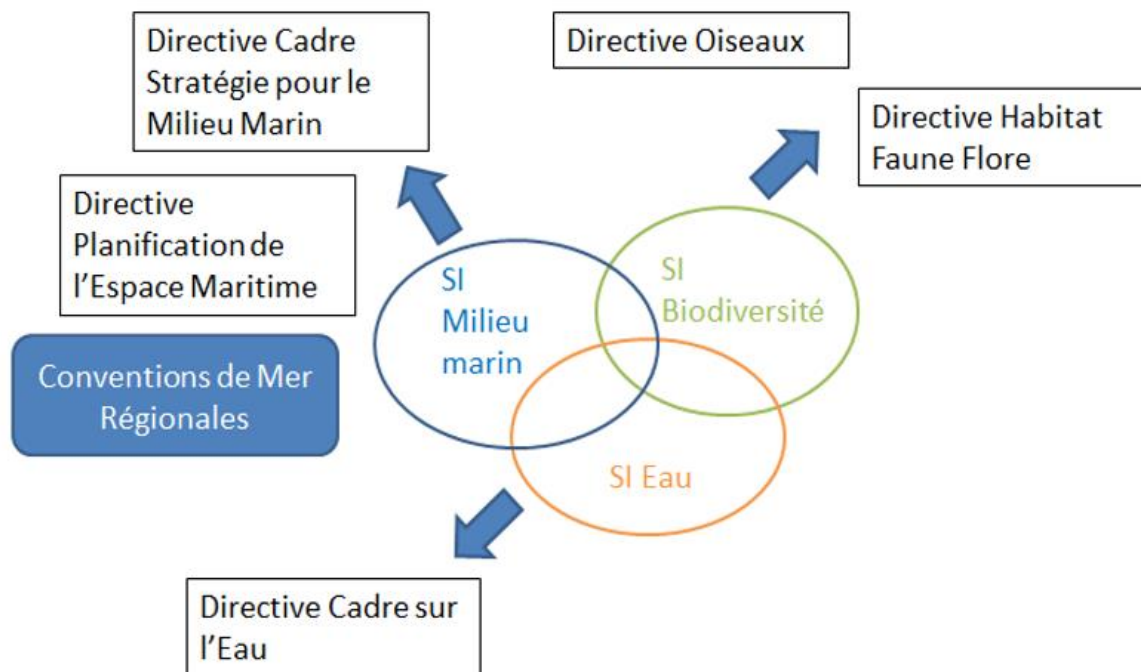 Directive Cadre
Stratégie pour le
Milieu Marin
Directive Oiseaux
Directive Habitat
Faune Flore
Directive
Planification de
l'Espace Maritime
SI
Milieu
marin
SI
Biodiversité
Conventions de Mer
Régionales
SI Eau
Directive Cadre sur
l'Eau